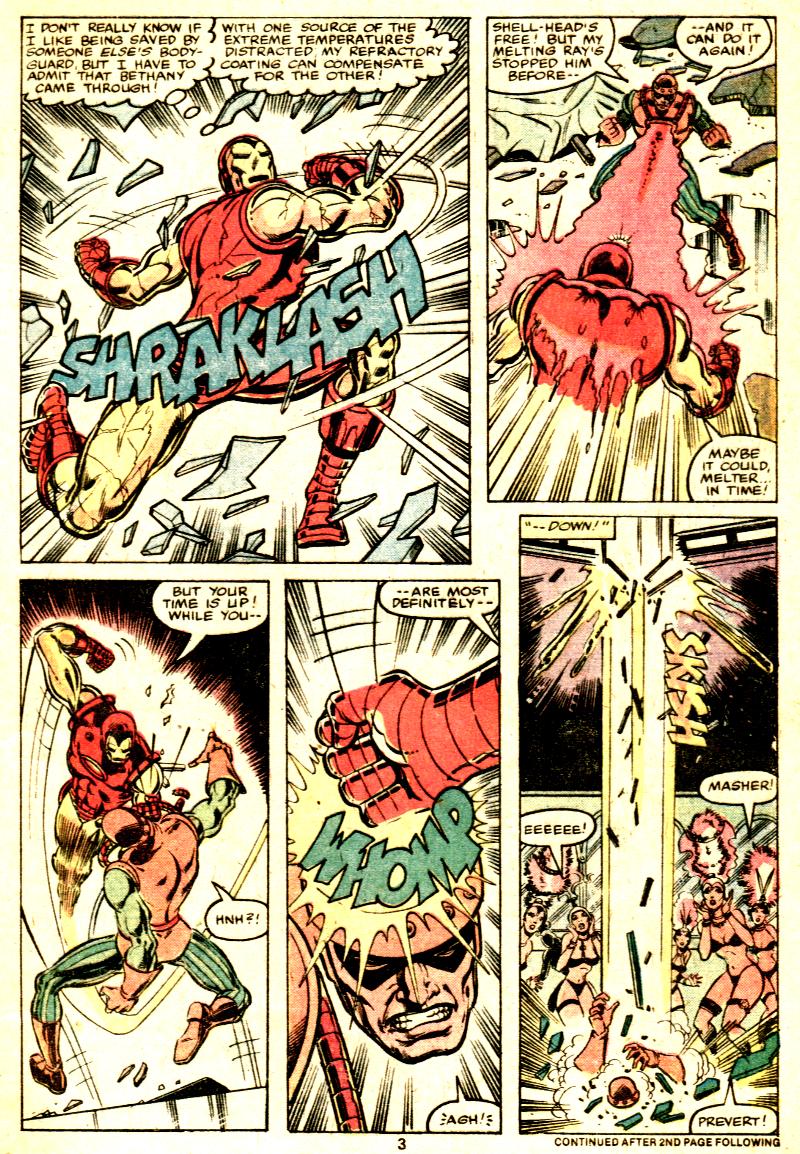 I DON'T REALLY KNOW IF
I LIKE BEING SAVED BY
SOMEONE ELSE'S BODY-
GUARD, BUT I HAVE TO
ADMIT THAT BETHANY
CAME THROUGH!
WITH ONE SOURCE OF THE
EXTREME TEMPERATURES
DISTRACTED, MY REFRACTORY
COATING CAN COMPENSATE
FOR THE OTHER!
SHRAKLASH
SHELL-HEAD'S
FREE! BUT MY
MELTING RAY'S
STOPPED HIM
BEFORE--
--AND IT
CAN DO IT
AGAIN!
MAYBE
IT COULD,
MELTER...
IN TIME!
BUT YOUR
TIME IS UP!
WHILE YOU--
HNH?!
--ARE MOST
DEFINITELY--
WHOMP
AGH!
"--DOWN!"
SKISH
MASHER!
EEEEEE!
PREVERT!
3
CONTINUED AFTER 2ND PAGE FOLLOWING